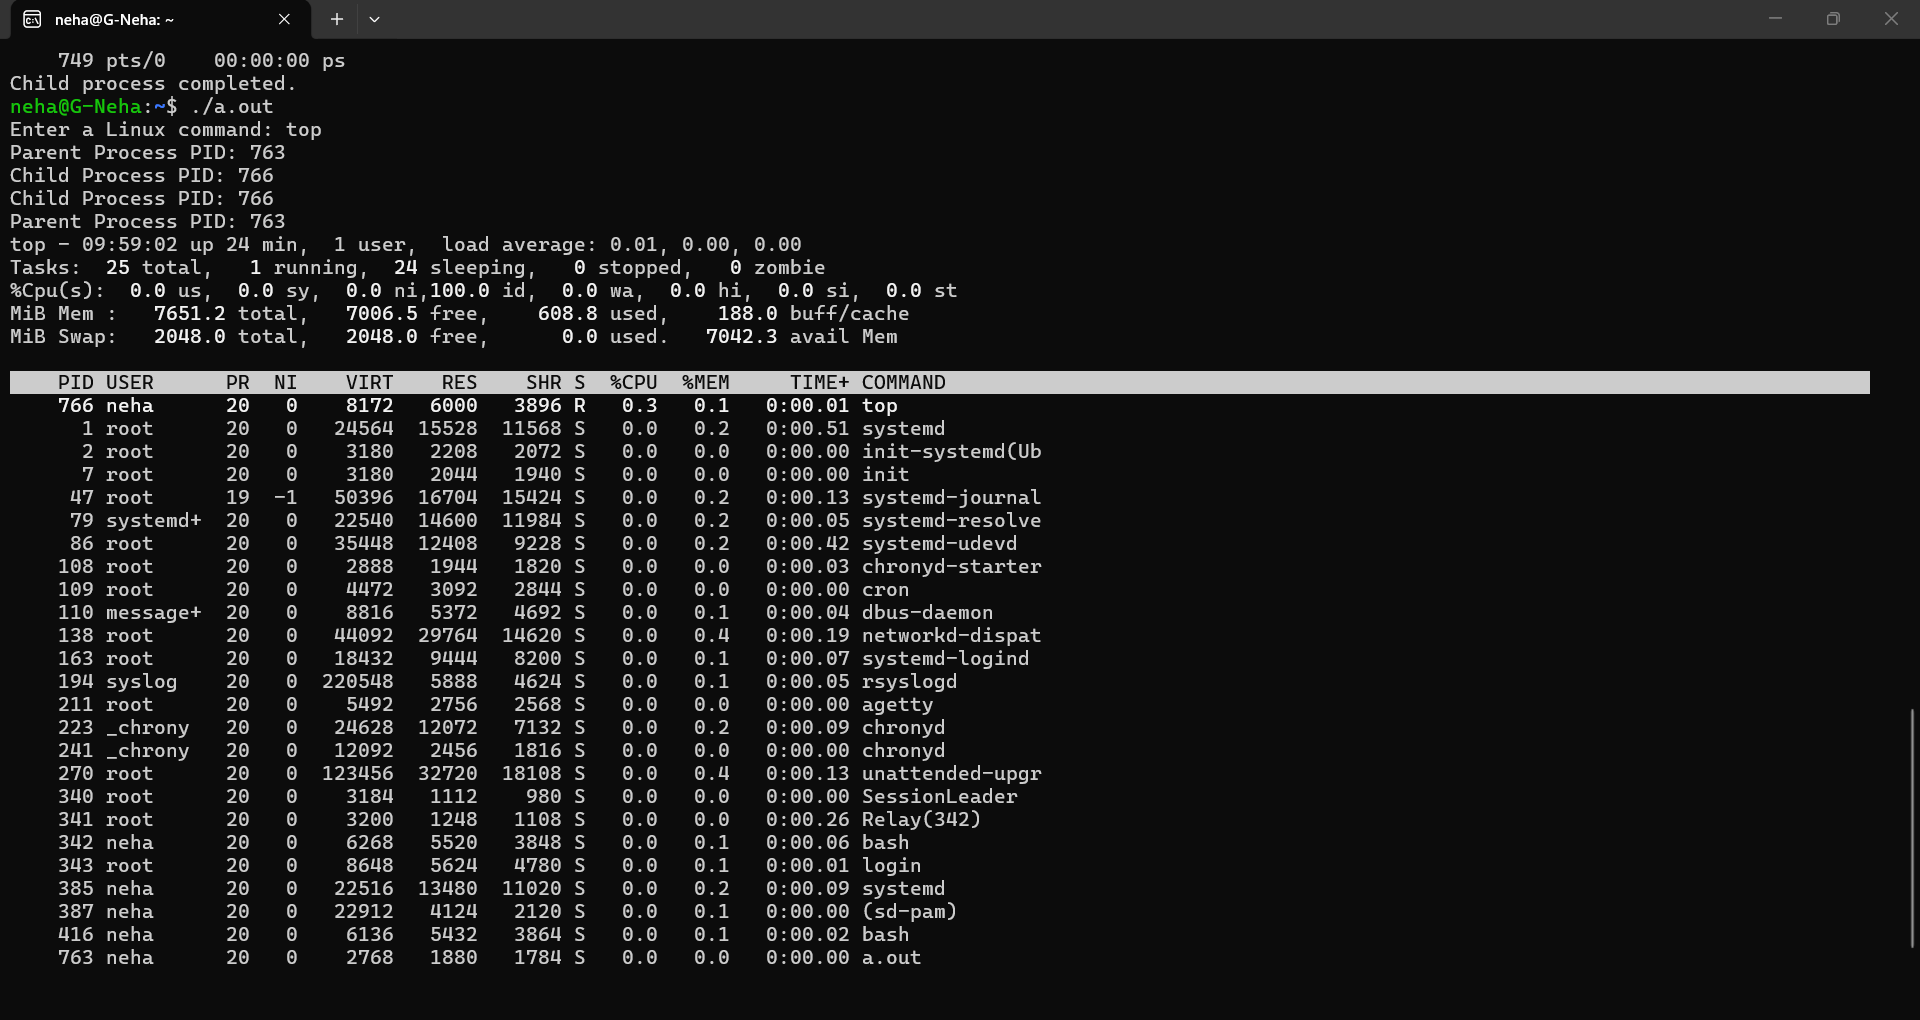 neha@G-Neha: ~
    749 pts/0    00:00:00 ps
Child process completed.
neha@G-Neha:~$ ./a.out
Enter a Linux command: top
Parent Process PID: 763
Child Process PID: 766
Child Process PID: 766
Parent Process PID: 763
top - 09:59:02 up 24 min,  1 user,  load average: 0.01, 0.00, 0.00
Tasks:  25 total,   1 running,  24 sleeping,   0 stopped,   0 zombie
%Cpu(s):  0.0 us,  0.0 sy,  0.0 ni,100.0 id,  0.0 wa,  0.0 hi,  0.0 si,  0.0 st
MiB Mem :   7651.2 total,   7006.5 free,    608.8 used,    188.0 buff/cache
MiB Swap:   2048.0 total,   2048.0 free,      0.0 used.   7042.3 avail Mem
    PID USER      PR  NI    VIRT    RES    SHR S  %CPU  %MEM     TIME+ COMMAND
    766 neha      20   0    8172   6000   3896 R   0.3   0.1   0:00.01 top
      1 root      20   0   24564  15528  11568 S   0.0   0.2   0:00.51 systemd
      2 root      20   0    3180   2208   2072 S   0.0   0.0   0:00.00 init-systemd(Ub
      7 root      20   0    3180   2044   1940 S   0.0   0.0   0:00.00 init
     47 root      19  -1   50396  16704  15424 S   0.0   0.2   0:00.13 systemd-journal
     79 systemd+  20   0   22540  14600  11984 S   0.0   0.2   0:00.05 systemd-resolve
     86 root      20   0   35448  12408   9228 S   0.0   0.2   0:00.42 systemd-udevd
    108 root      20   0    2888   1944   1820 S   0.0   0.0   0:00.03 chronyd-starter
    109 root      20   0    4472   3092   2844 S   0.0   0.0   0:00.00 cron
    110 message+  20   0    8816   5372   4692 S   0.0   0.1   0:00.04 dbus-daemon
    138 root      20   0   44092  29764  14620 S   0.0   0.4   0:00.19 networkd-dispat
    163 root      20   0   18432   9444   8200 S   0.0   0.1   0:00.07 systemd-logind
    194 syslog    20   0  220548   5888   4624 S   0.0   0.1   0:00.05 rsyslogd
    211 root      20   0    5492   2756   2568 S   0.0   0.0   0:00.00 agetty
    223 _chrony   20   0   24628  12072   7132 S   0.0   0.2   0:00.09 chronyd
    241 _chrony   20   0   12092   2456   1816 S   0.0   0.0   0:00.00 chronyd
    270 root      20   0  123456  32720  18108 S   0.0   0.4   0:00.13 unattended-upgr
    340 root      20   0    3184   1112    980 S   0.0   0.0   0:00.00 SessionLeader
    341 root      20   0    3200   1248   1108 S   0.0   0.0   0:00.26 Relay(342)
    342 neha      20   0    6268   5520   3848 S   0.0   0.1   0:00.06 bash
    343 root      20   0    8648   5624   4780 S   0.0   0.1   0:00.01 login
    385 neha      20   0   22516  13480  11020 S   0.0   0.2   0:00.09 systemd
    387 neha      20   0   22912   4124   2120 S   0.0   0.1   0:00.00 (sd-pam)
    416 neha      20   0    6136   5432   3864 S   0.0   0.1   0:00.02 bash
    763 neha      20   0    2768   1880   1784 S   0.0   0.0   0:00.00 a.out